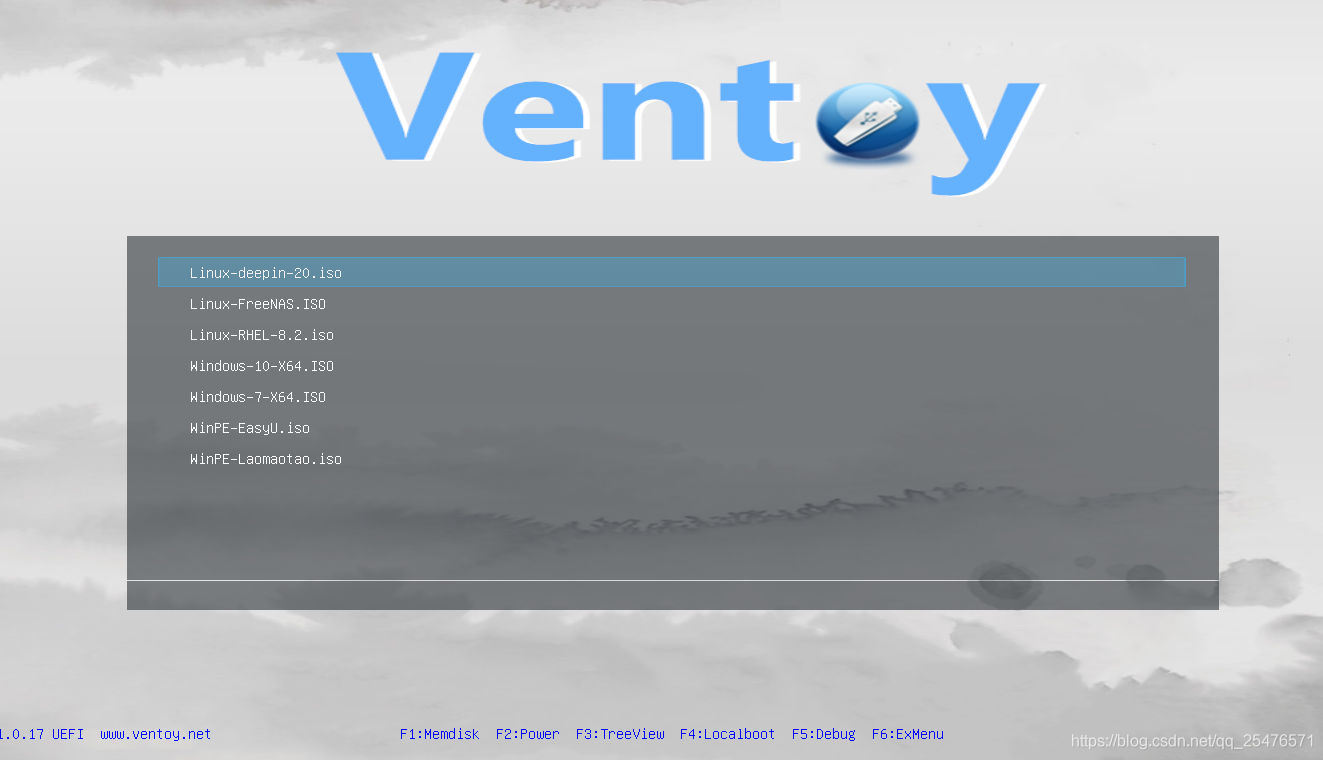 Ventoy
Linux-deepin-20.iso
Linux-FreeNAS.ISO
Linux-RHEL-8.2.iso
Windows-10-X64.ISO
Windows-7-X64.ISO
WinPE-EasyU.iso
WinPE-Laomaotao.iso
1.0.17 UEFI www.ventoy.net F1:Memdisk F2:Power F3:TreeView F4:Localboot F5:Debug F6:ExMenu
https://blog.csdn.net/qq_25476571